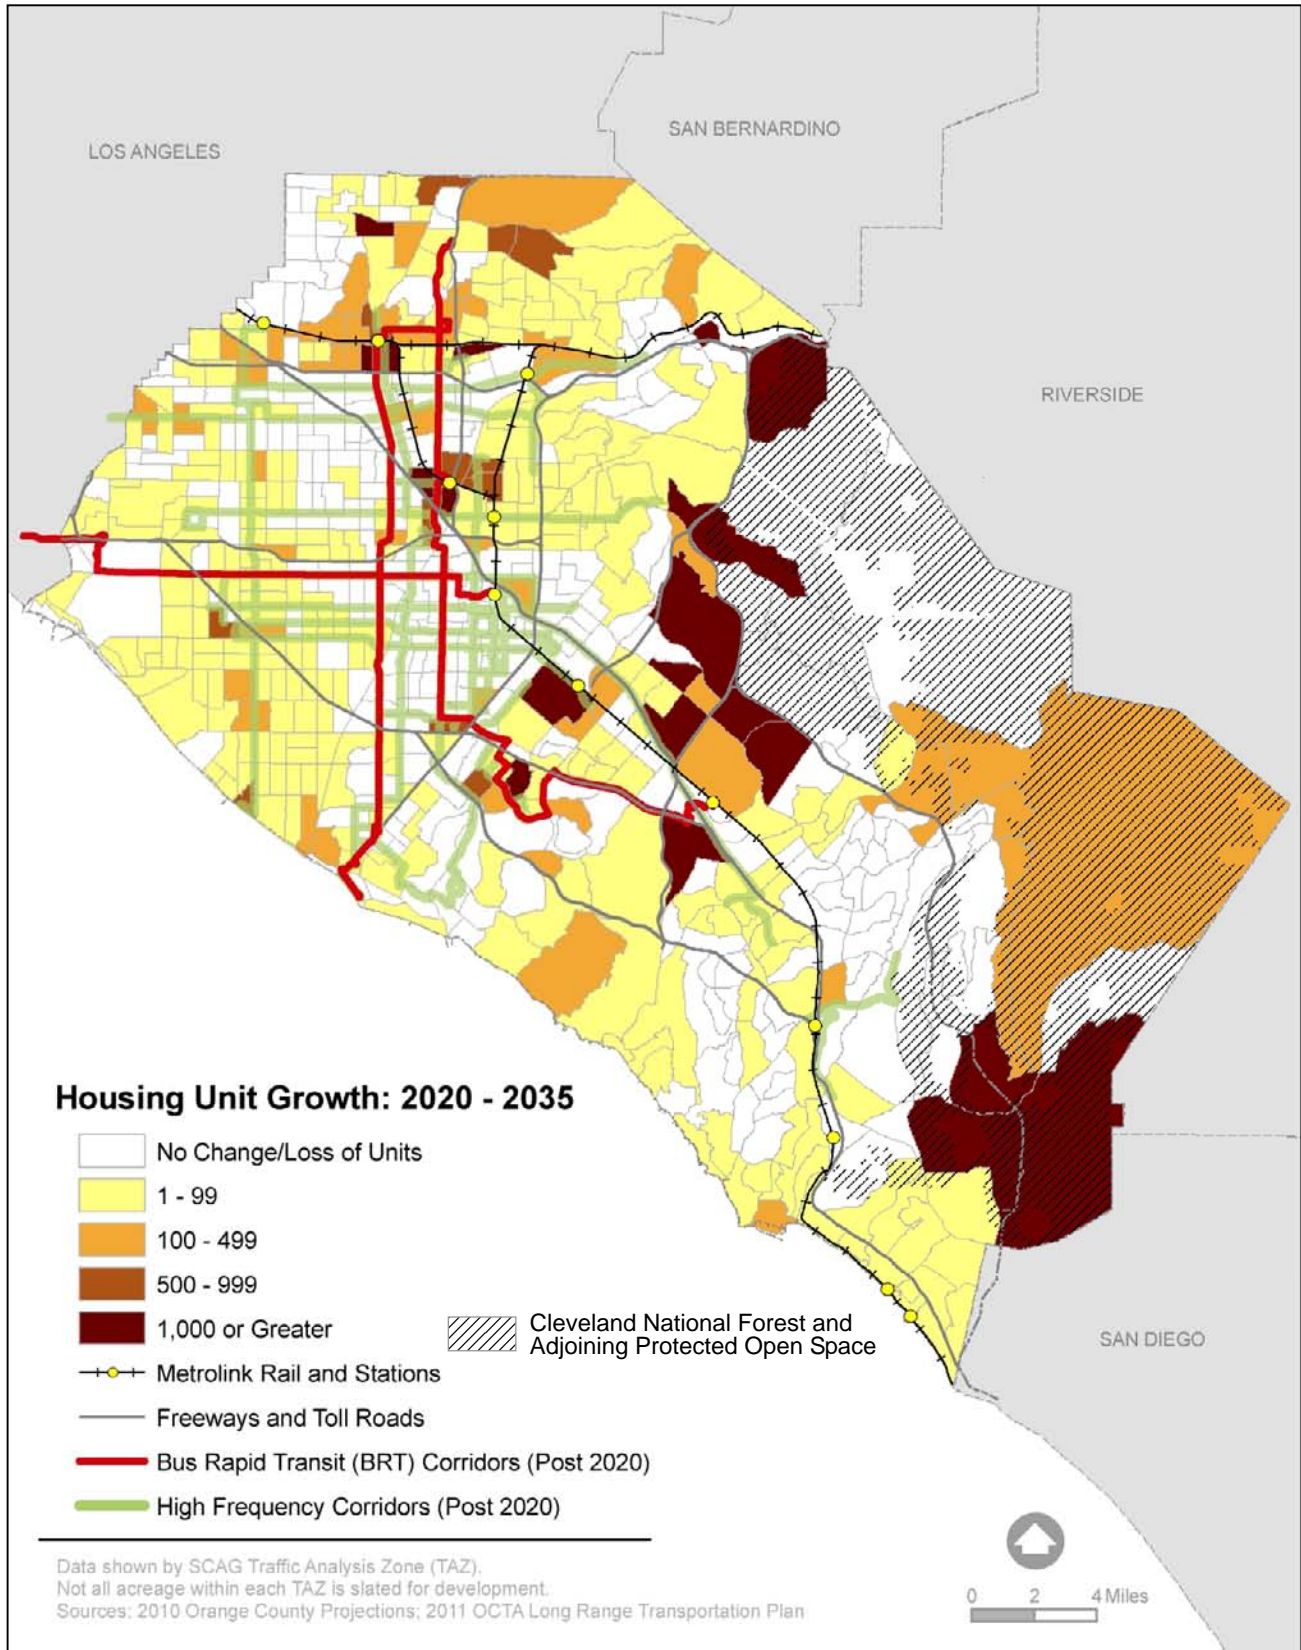 LOS ANGELES
SAN BERNARDINO
RIVERSIDE
Housing Unit Growth: 2020 - 2035
No Change/Loss of Units
1 - 99
100 - 499
500 - 999
1,000 or Greater
Cleveland National Forest and
Adjoining Protected Open Space
Metrolink Rail and Stations
Freeways and Toll Roads
Bus Rapid Transit (BRT) Corridors (Post 2020)
High Frequency Corridors (Post 2020)
SAN DIEGO
Data shown by SCAG Traffic Analysis Zone (TAZ).
Not all acreage within each TAZ is slated for development.
Sources: 2010 Orange County Projections; 2011 OCTA Long Range Transportation Plan
0 2 4 Miles